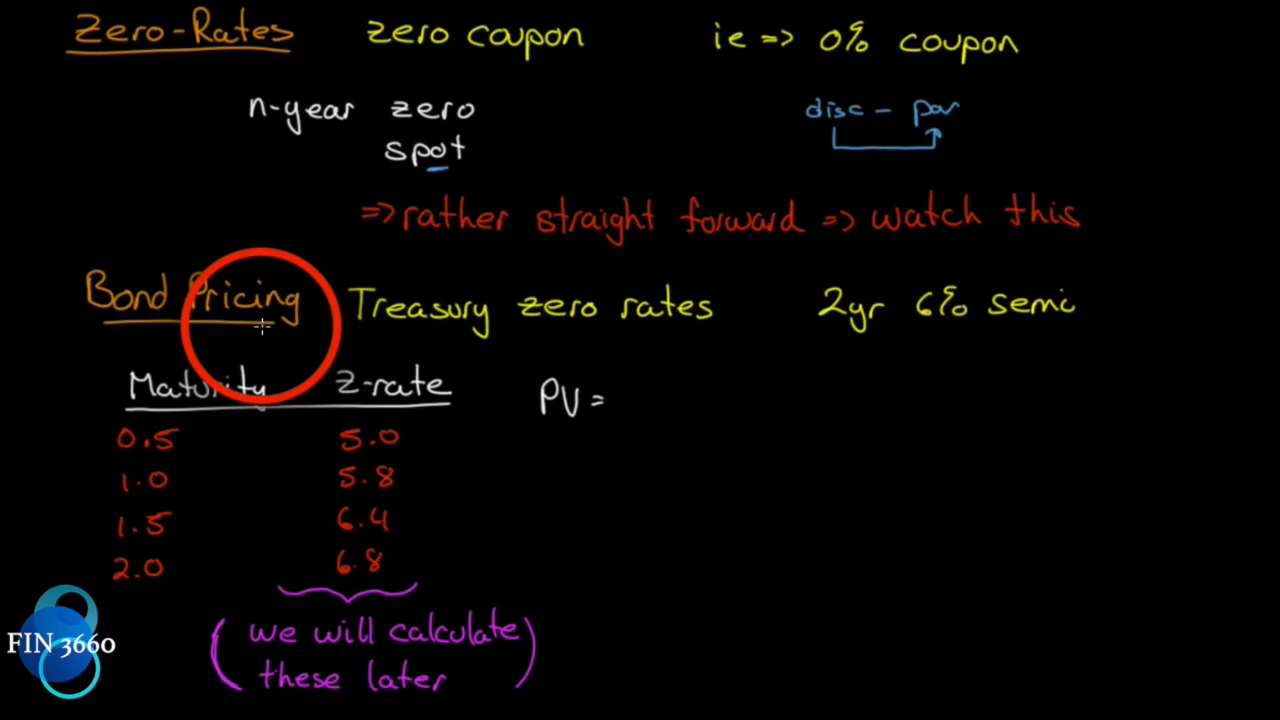 Zero-Rates zero coupon ie => 0% coupon
n-year zero disc - par
spot
=> rather straight forward => watch this
Bond Pricing Treasury zero rates 2yr 6% semi
Maturity Z-rate PV =
0.5 5.0
1.0 5.8
1.5 6.4
2.0 6.8
(we will calculate
these later)
FIN 3660